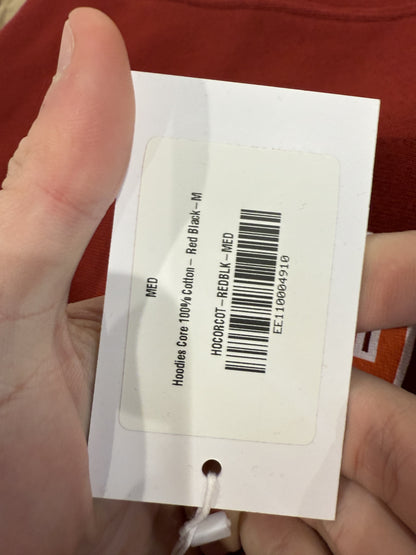 MED
Hoodies Core 100% Cotton – Red Black – M
HOCORCOT – REDBLK – MED
EE110004910